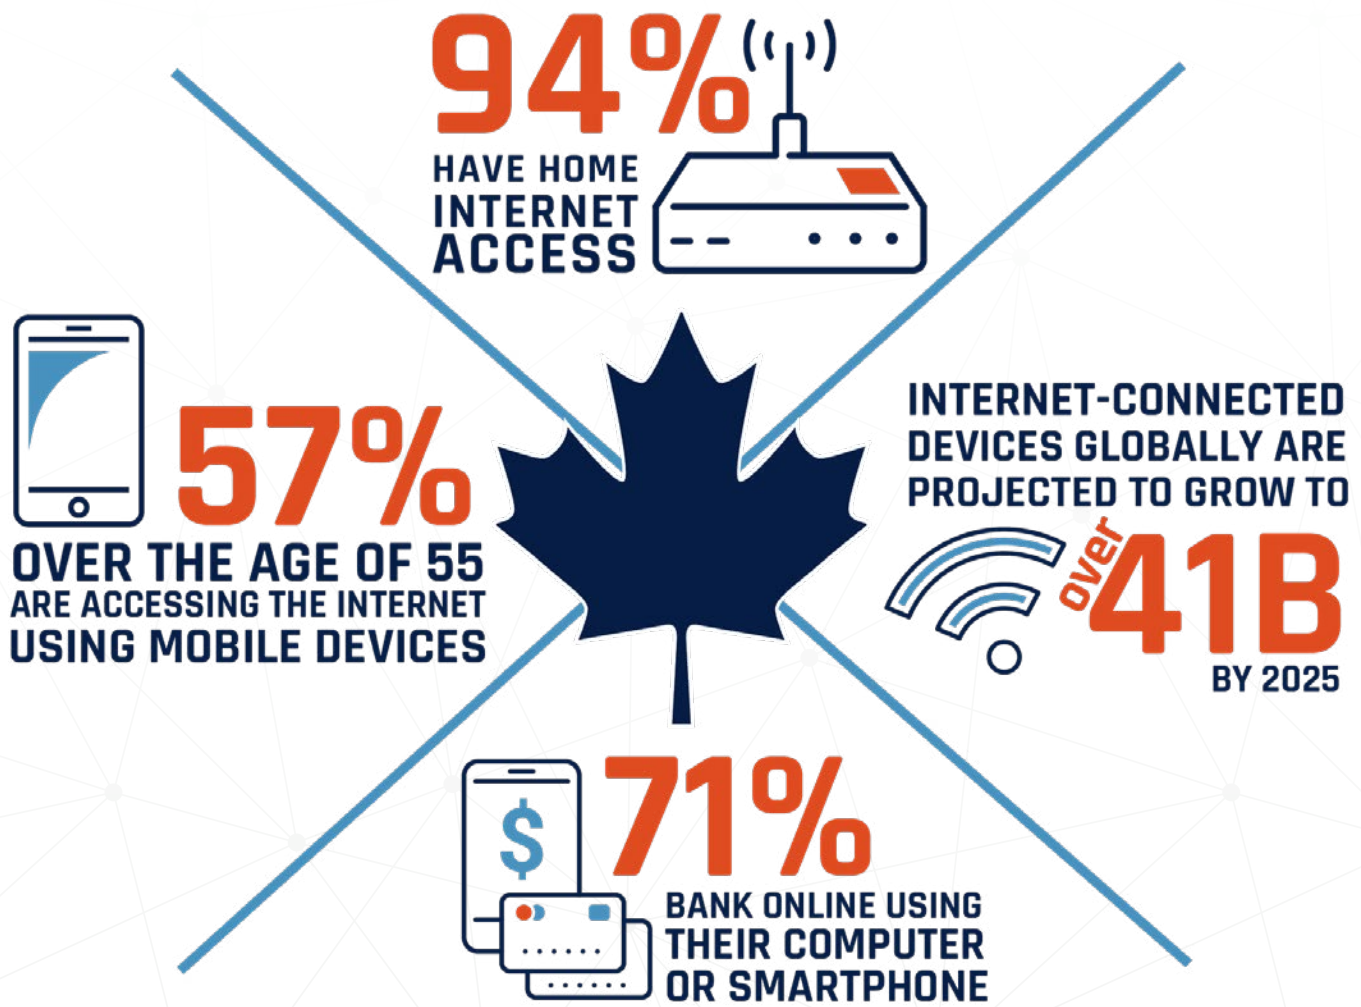 94%
HAVE HOME
INTERNET
ACCESS
57%
OVER THE AGE OF 55
ARE ACCESSING THE INTERNET
USING MOBILE DEVICES
INTERNET-CONNECTED
DEVICES GLOBALLY ARE
PROJECTED TO GROW TO
over 41B
BY 2025
$
71%
BANK ONLINE USING
THEIR COMPUTER
OR SMARTPHONE